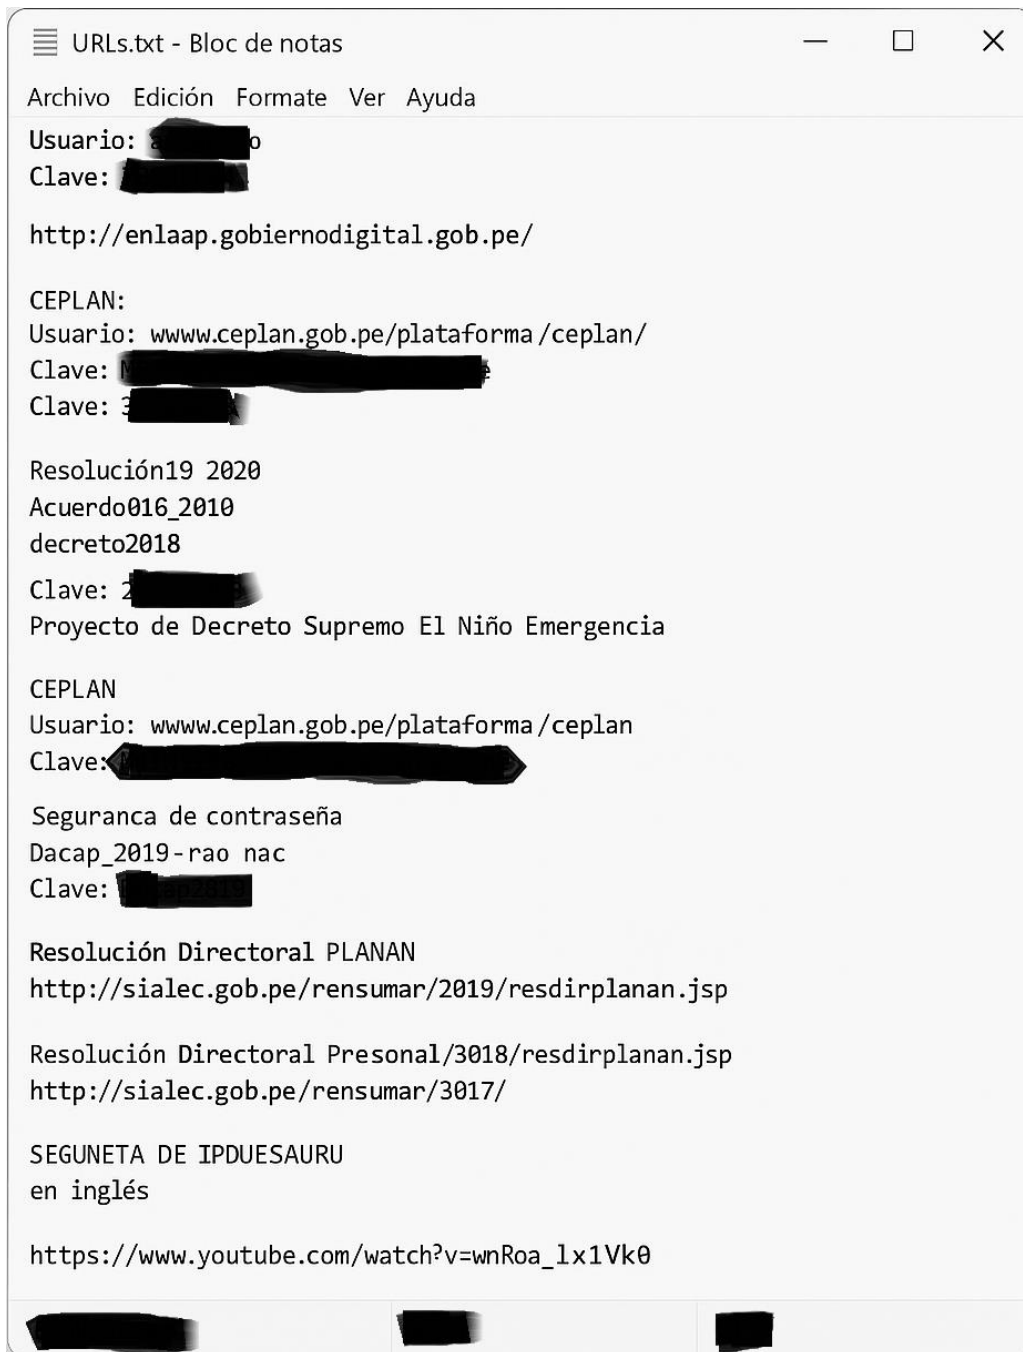 URLs.txt - Bloc de notas
Archivo Edición Formate Ver Ayuda
Usuario:
Clave:
http://enlaap.gobiernodigital.gob.pe/
CEPLAN:
Usuario: wwww.ceplan.gob.pe/plataforma/ceplan/
Clave:
Clave:
Resolución19 2020
Acuerdo016_2010
decreto2018
Clave:
Proyecto de Decreto Supremo El Niño Emergencia
CEPLAN
Usuario: wwww.ceplan.gob.pe/plataforma/ceplan
Clave:
Seguranca de contraseña
Dacap_2019-rao nac
Clave:
Resolución Directoral PLANAN
http://sialec.gob.pe/rensumar/2019/resdirplanan.jsp
Resolución Directoral Presonal/3018/resdirplanan.jsp
http://sialec.gob.pe/rensumar/3017/
SEGUNETA DE IPDUESAURU
en inglés
https://www.youtube.com/watch?v=wnRoa_lx1Vk0